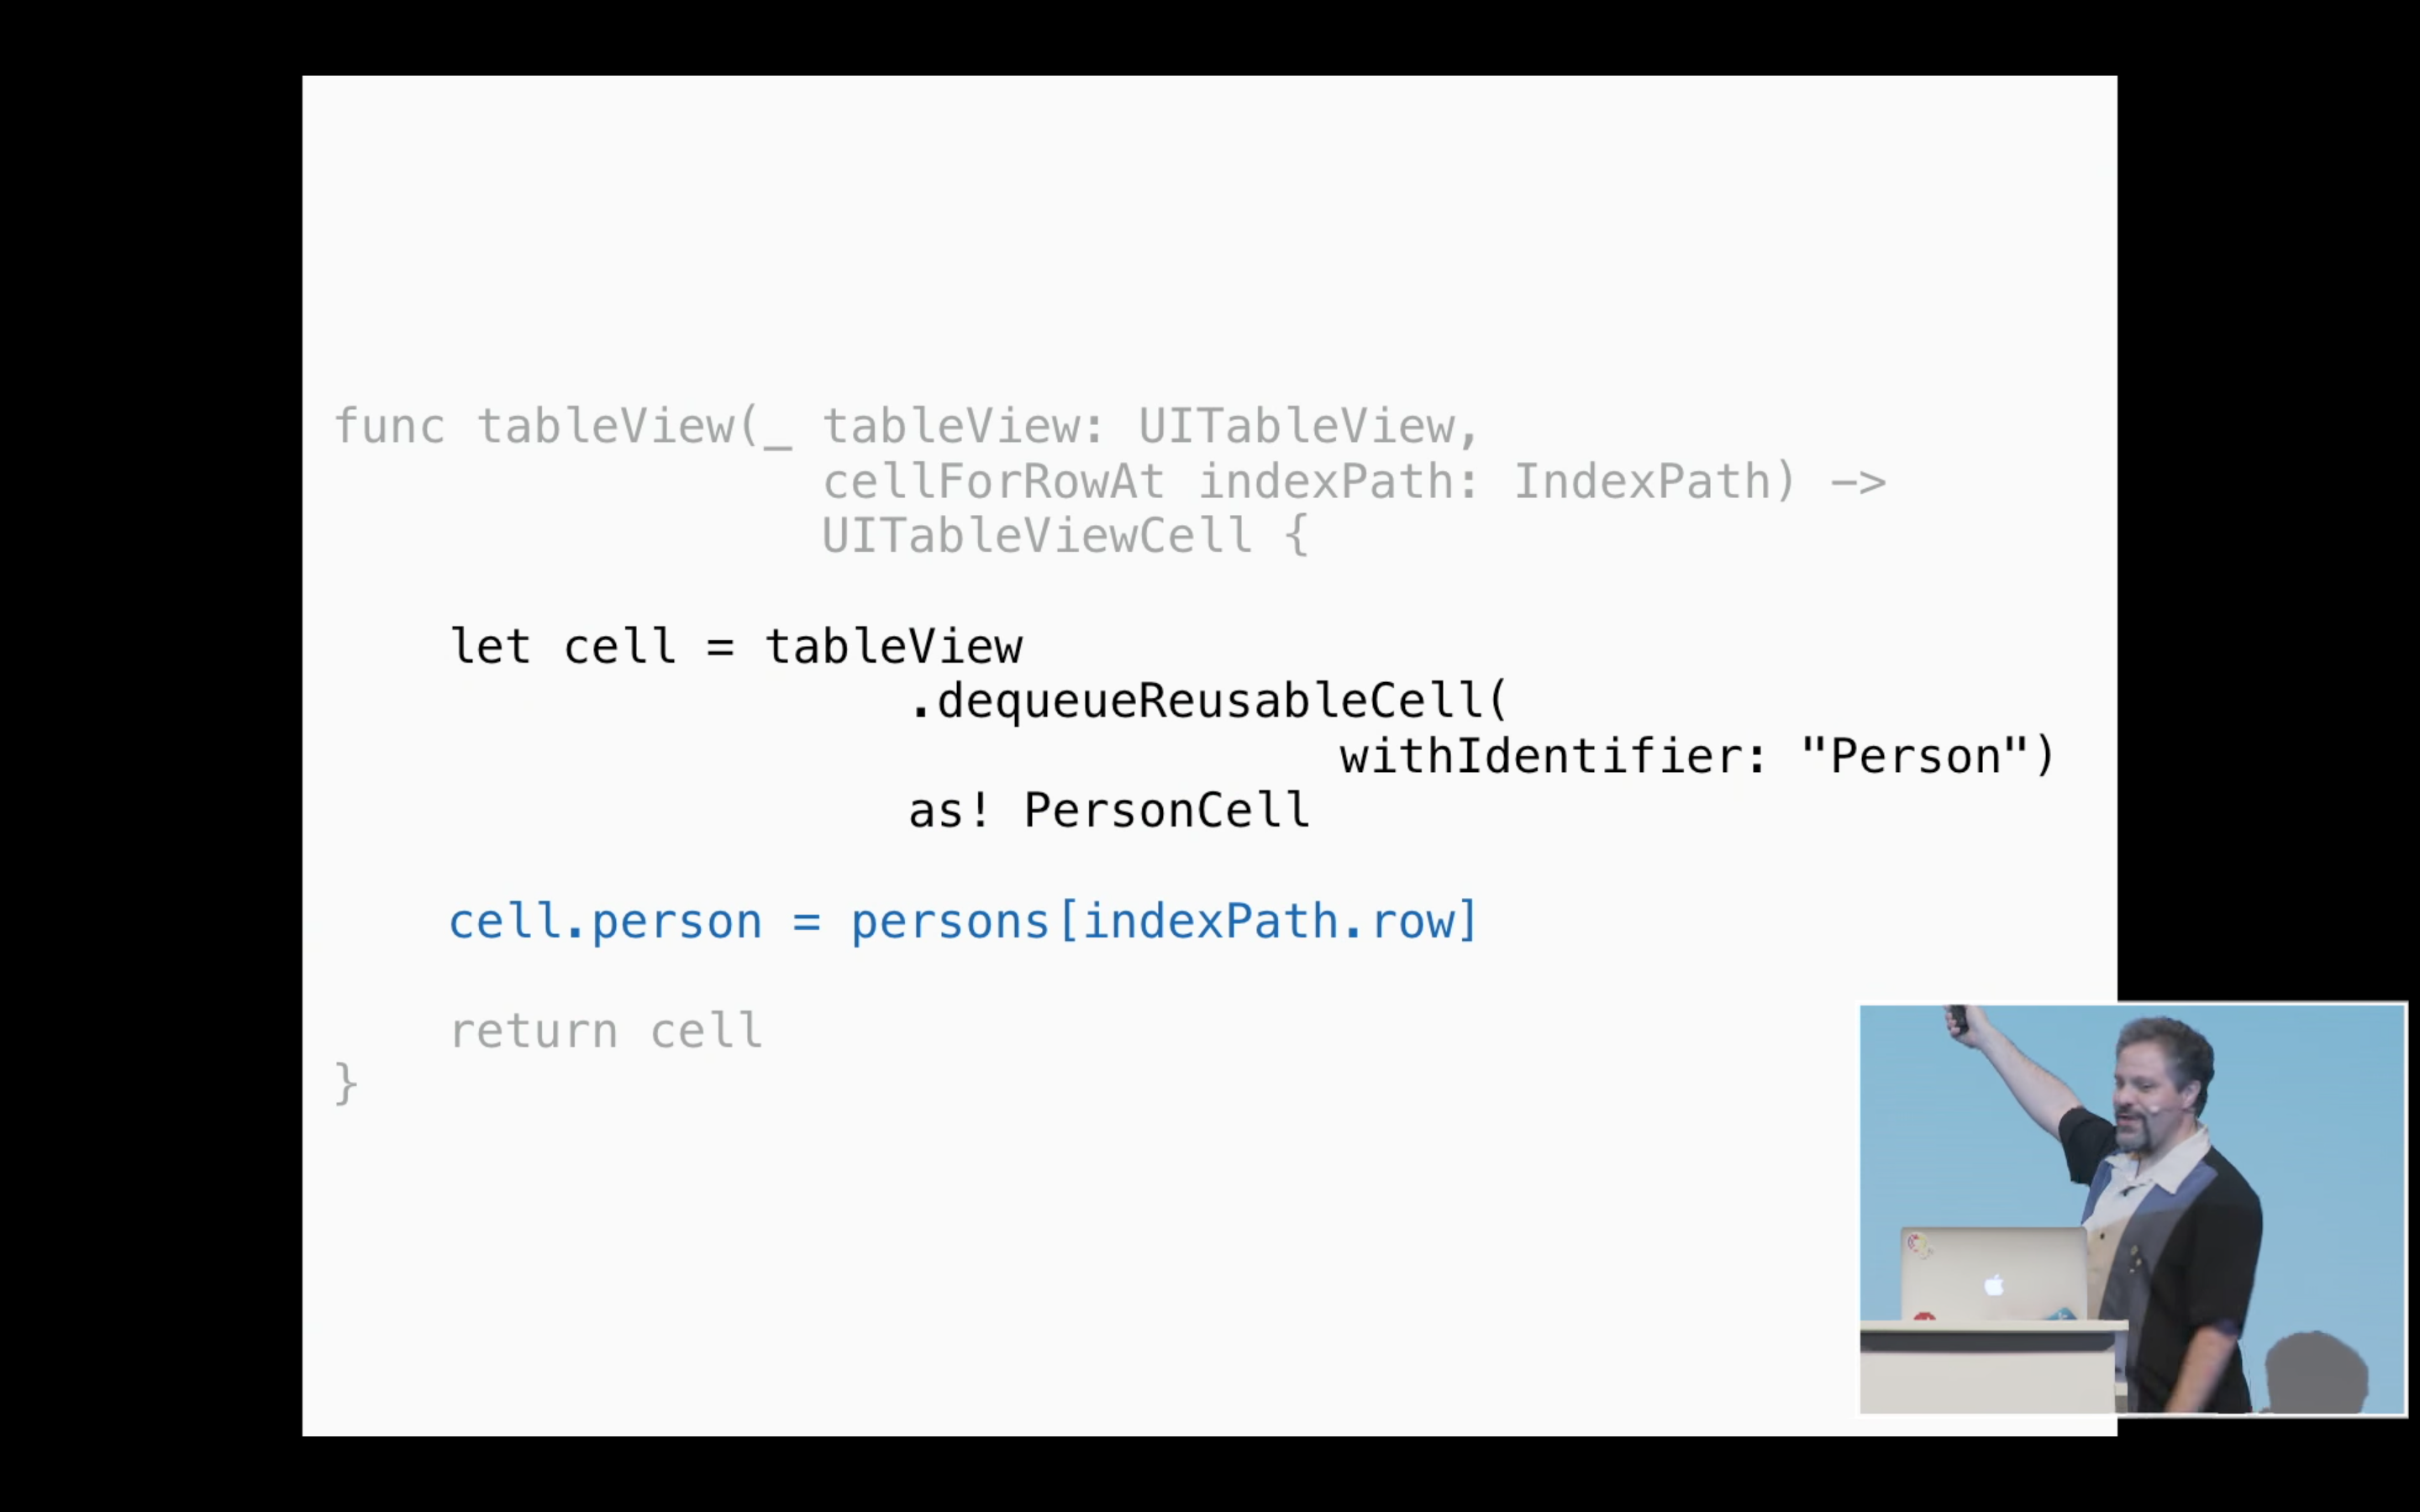 func tableView(_ tableView: UITableView,
cellForRowAt indexPath: IndexPath) ->
UITableViewCell {
let cell = tableView
.dequeueReusableCell(
withIdentifier: "Person")
as! PersonCell
cell.person = persons[indexPath.row]
return cell
}